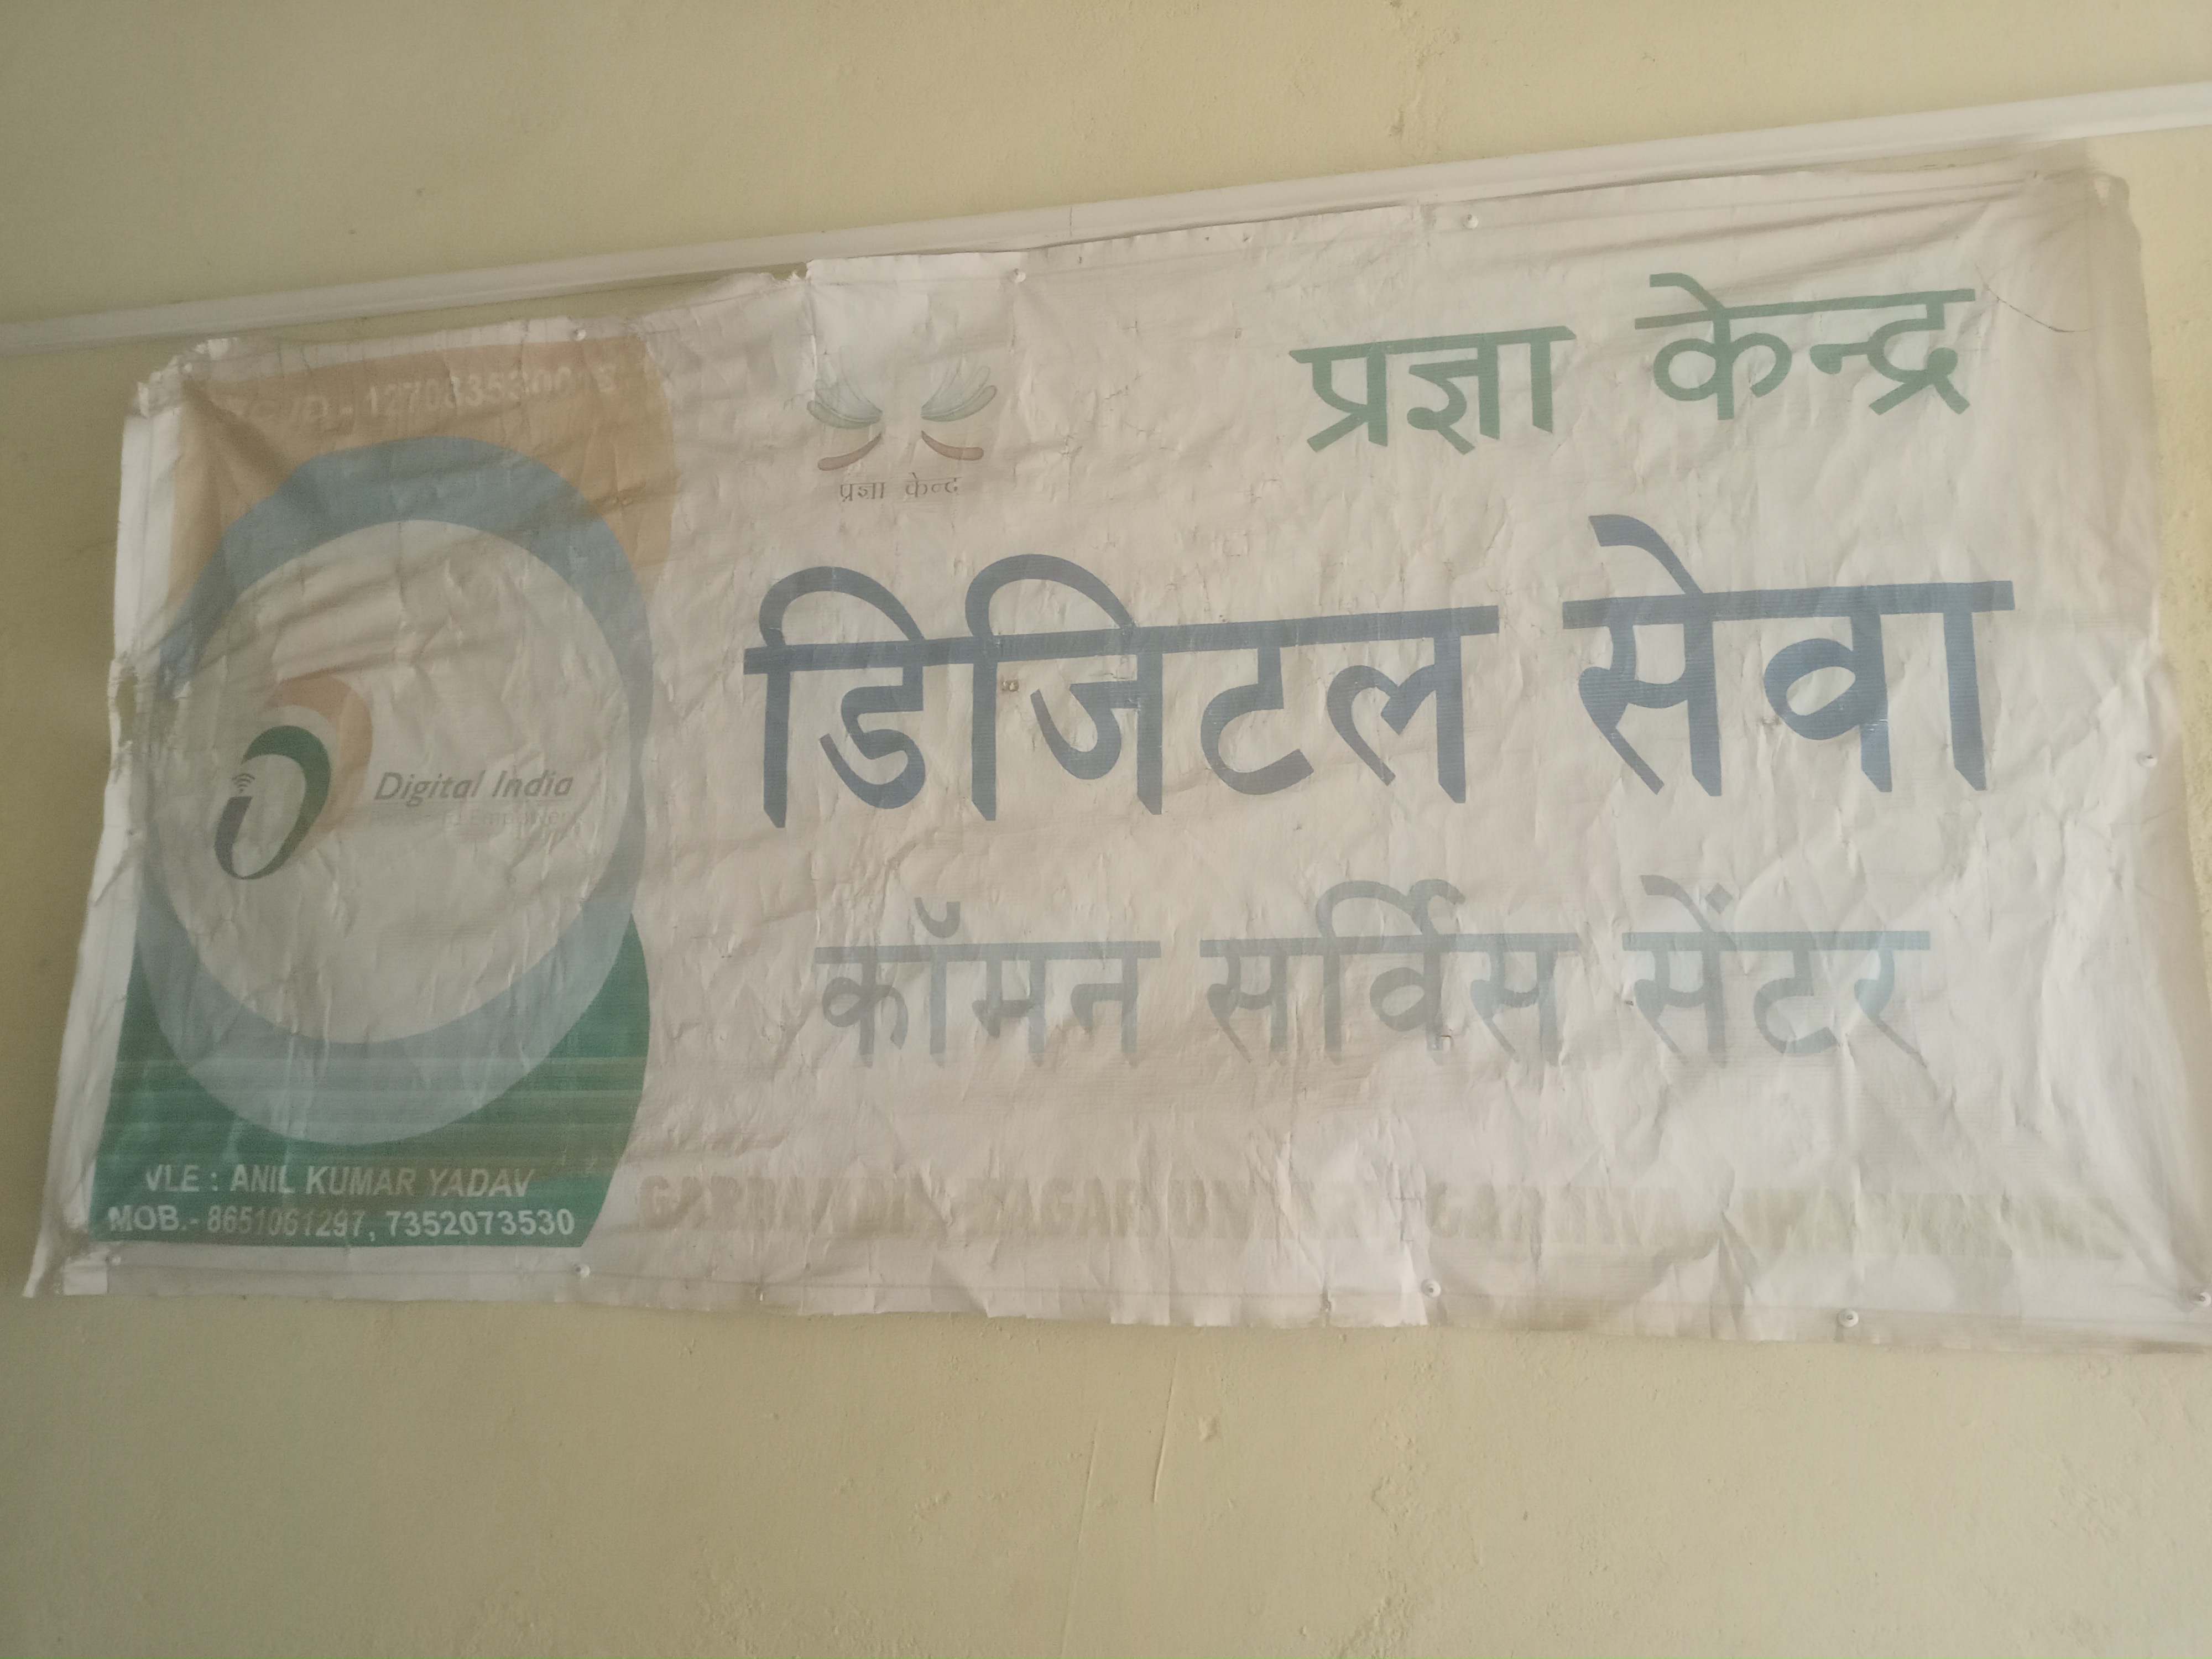 प्रज्ञा केन्द्र
प्रज्ञा केन्द्र
डिजिटल सेवा
Digital India
कॉमन सर्विस सेंटर
VLE : ANIL KUMAR YADAV
MOB.- 8651061297, 7352073530